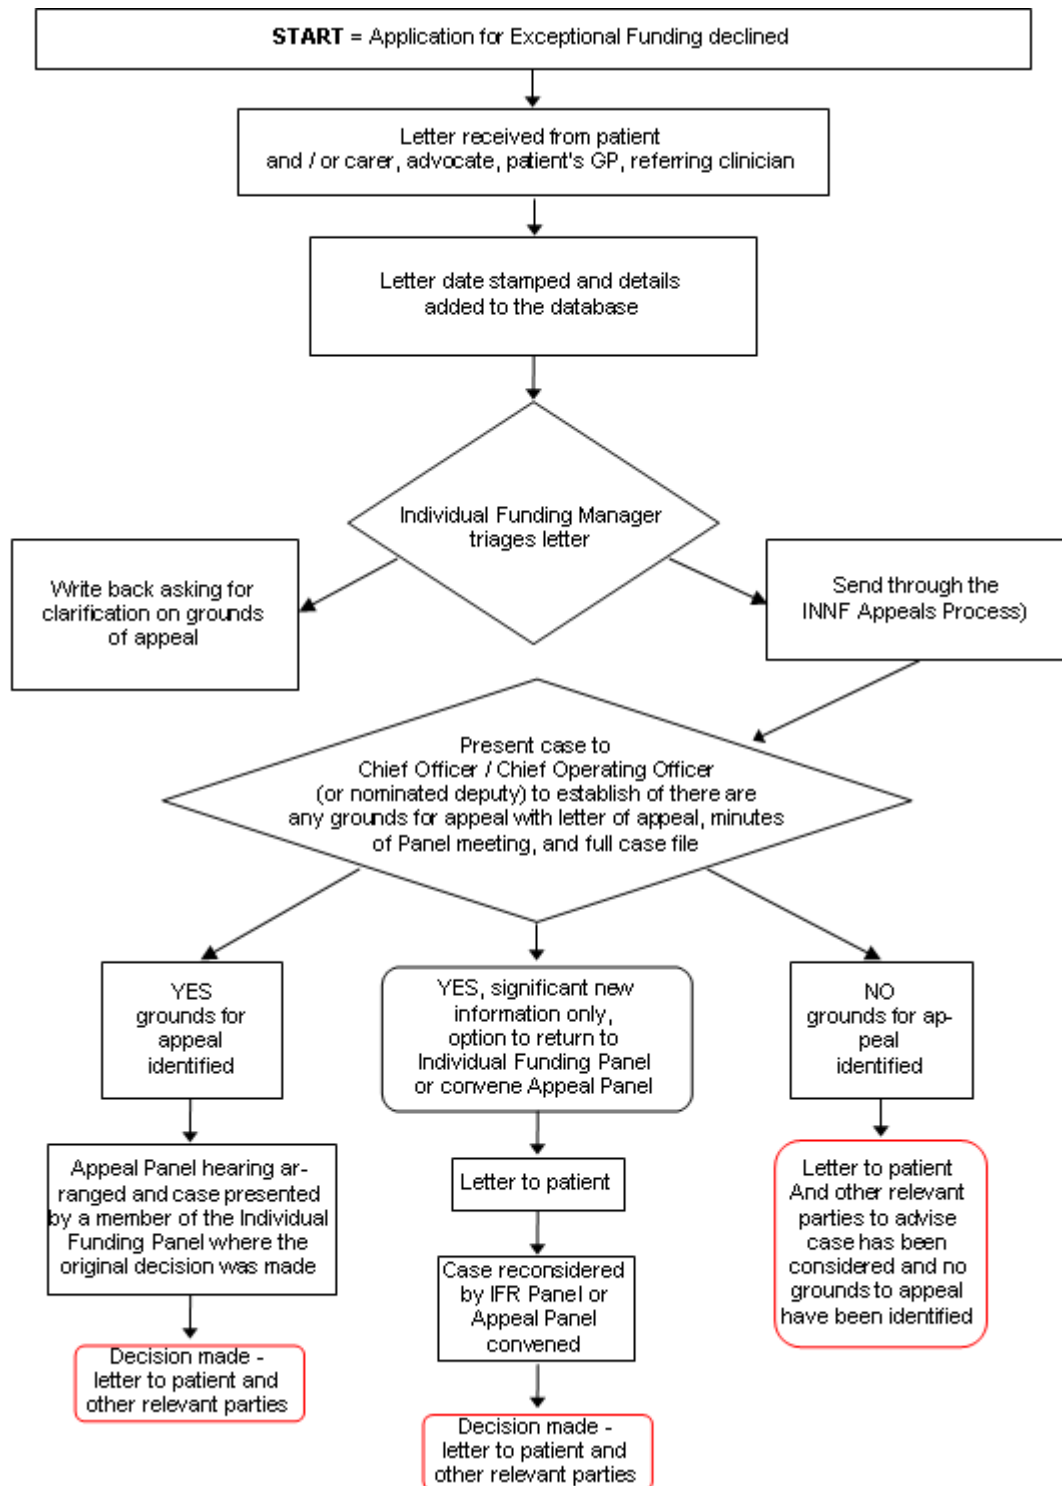 START = Application for Exceptional Funding declined
Letter received from patient
and / or carer, advocate, patient's GP, referring clinician
Letter date stamped and details
added to the database
Individual Funding Manager
triages letter
Write back asking for
clarification on grounds
of appeal
Send through the
INNF Appeals Process)
Present case to
Chief Officer / Chief Operating Officer
(or nominated deputy) to establish of there are
any grounds for appeal with letter of appeal, minutes
of Panel meeting, and full case file
YES
grounds for
appeal
identified
YES, significant new
information only,
option to return to
Individual Funding Panel
or convene Appeal Panel
NO
grounds for ap-
peal
identified
Appeal Panel hearing ar-
ranged and case presented
by a member of the Individual
Funding Panel where the
original decision was made
Letter to patient
Letter to patient
And other relevant
parties to advise
case has been
considered and no
grounds to appeal
have been identified
Case reconsidered
by IFR Panel or
Appeal Panel
convened
Decision made -
letter to patient and
other relevant parties
Decision made -
letter to patient and
other relevant parties